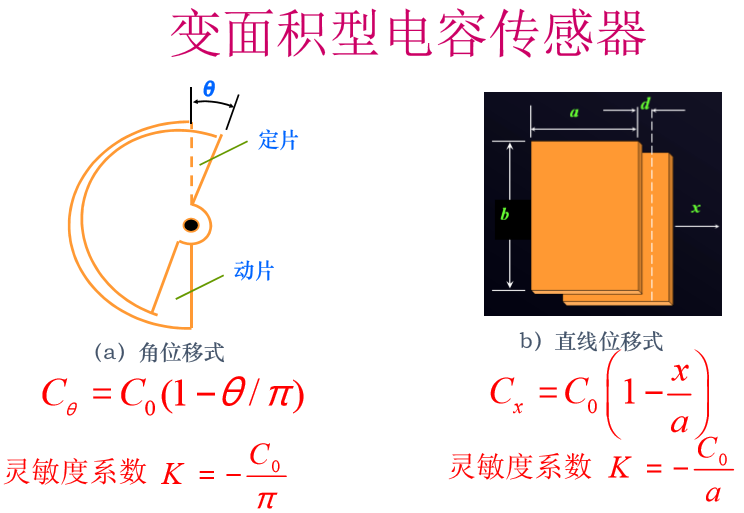 变面积型电容传感器
θ
定片
动片
(a) 角位移式
C_θ = C_0(1-θ/π)
灵敏度系数 K = -C_0/π
a
d
b
x
b) 直线位移式
C_x = C_0(1-x/a)
灵敏度系数 K = -C_0/a